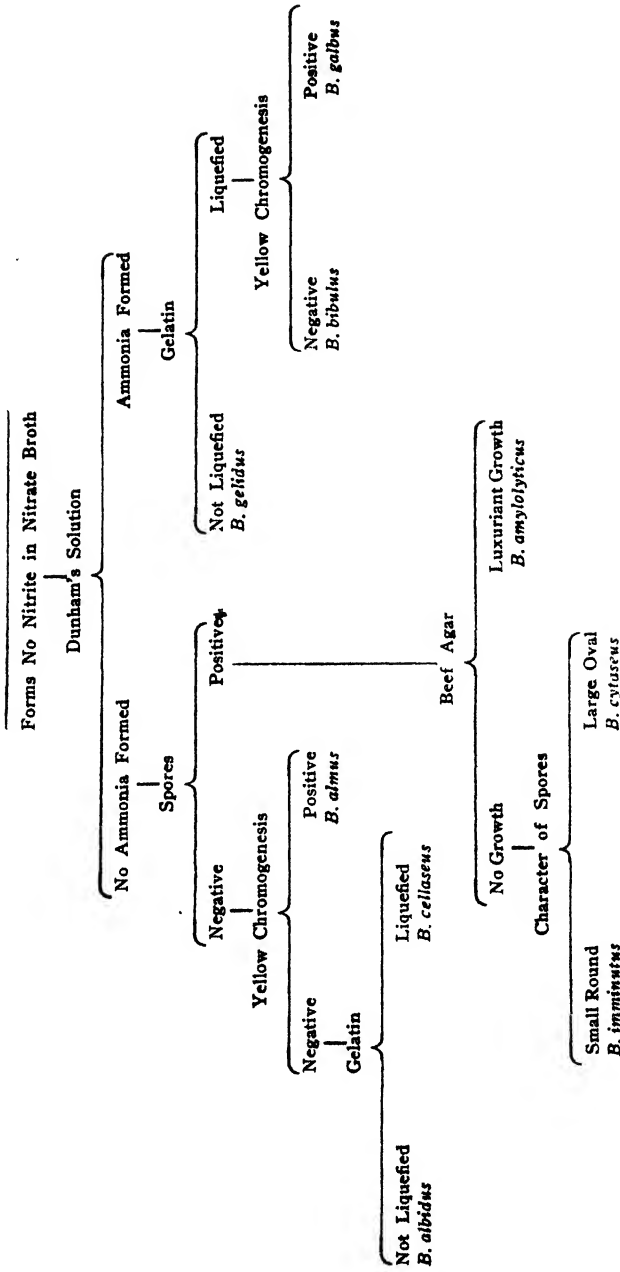 Forms No Nitrite in Nitrate Broth
Dunham's Solution
No Ammonia Formed
Ammonia Formed
Spores
Gelatin
Negative
Positive
Not Liquefied
B. gelidus
Liquefied
Yellow Chromogenesis
Yellow Chromogenesis
Negative
Positive
B. almus
Negative
B. bibulus
Positive
B. galbus
Gelatin
Not Liquefied
B. albidus
Liquefied
B. cellaseus
Beef Agar
No Growth
Luxuriant Growth
B. amylolyticus
Character of Spores
Small Round
B. imminutus
Large Oval
B. cytaseus